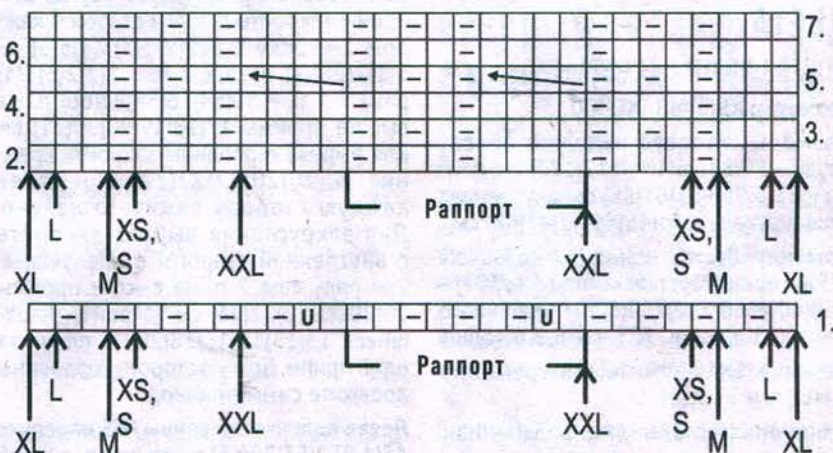 7.
6.
5.
4.
3.
2.
Раппорт
L XS, XS, L
XL M S XXL XXL S M XL
U U 1.
Раппорт
L XS, XS, L
XL M S XXL XXL S M XL